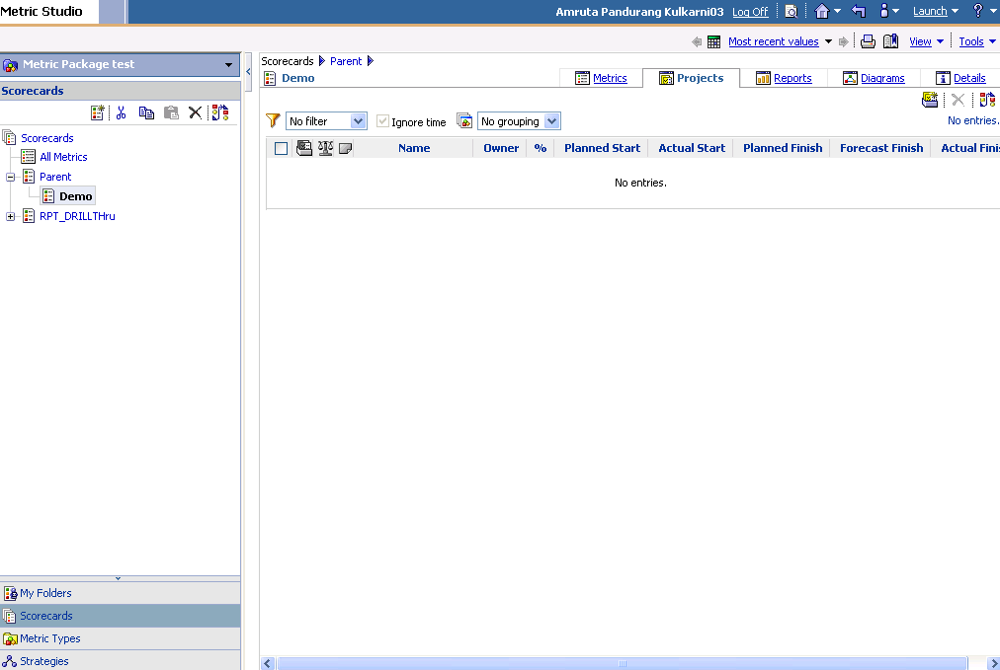 Metric Studio
Amruta Pandurang Kulkarni03 Log Off Launch
Most recent values View Tools
Metric Package test
Scorecards Parent
Demo
Metrics Projects Reports Diagrams Details
Scorecards
No entries.
No filter Ignore time No grouping
Name Owner % Planned Start Actual Start Planned Finish Forecast Finish Actual Finis
No entries.
Scorecards
All Metrics
Parent
Demo
RPT_DRILLTHru
My Folders
Scorecards
Metric Types
Strategies